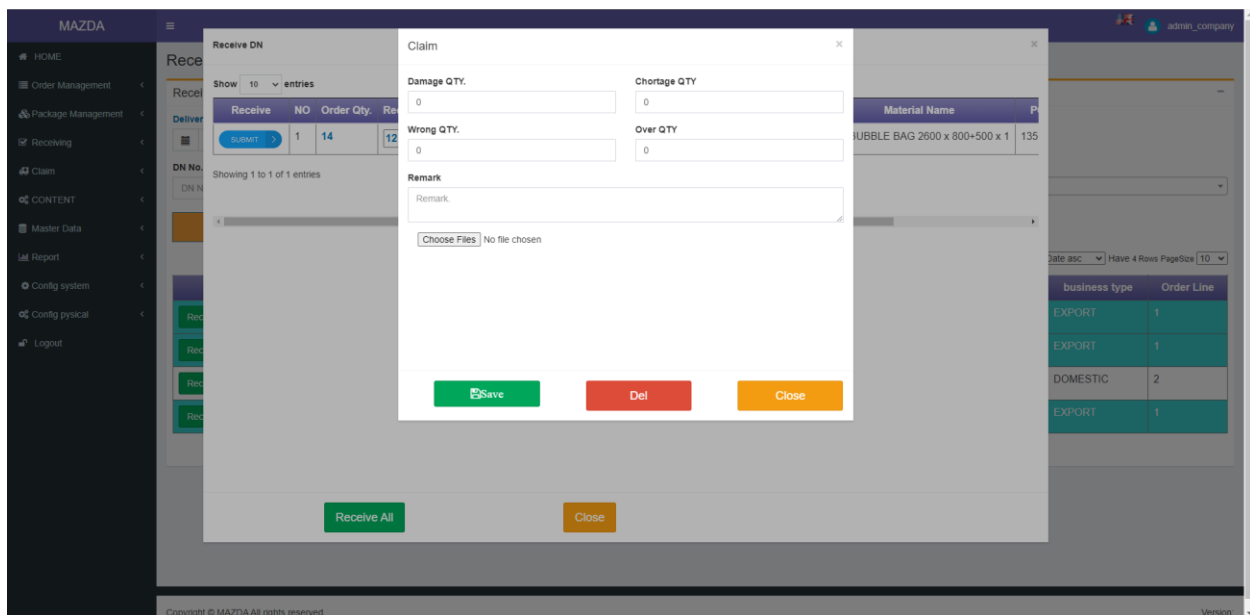 MAZDA
admin_company
HOME
Order Management
Package Management
Receiving
Claim
CONTENT
Master Data
Report
Config system
Config pysical
Logout
Receive DN
Show 10 entries
Receive NO Order Qty.
Material Name
SUBMIT 1 14 12
BUBBLE BAG 2600 x 800+500 x 1 135
Showing 1 to 1 of 1 entries
DN No.
Claim
Damage QTY.
Chortage QTY
0
0
Wrong QTY.
Over QTY
0
0
Remark
Remark.
Choose Files No file chosen
Save
Del
Close
Date asc Have 4 Rows PageSize 10
business type Order Line
EXPORT 1
EXPORT 1
DOMESTIC 2
EXPORT 1
Receive All
Close
Copyright © MAZDA All rights reserved.
Version: